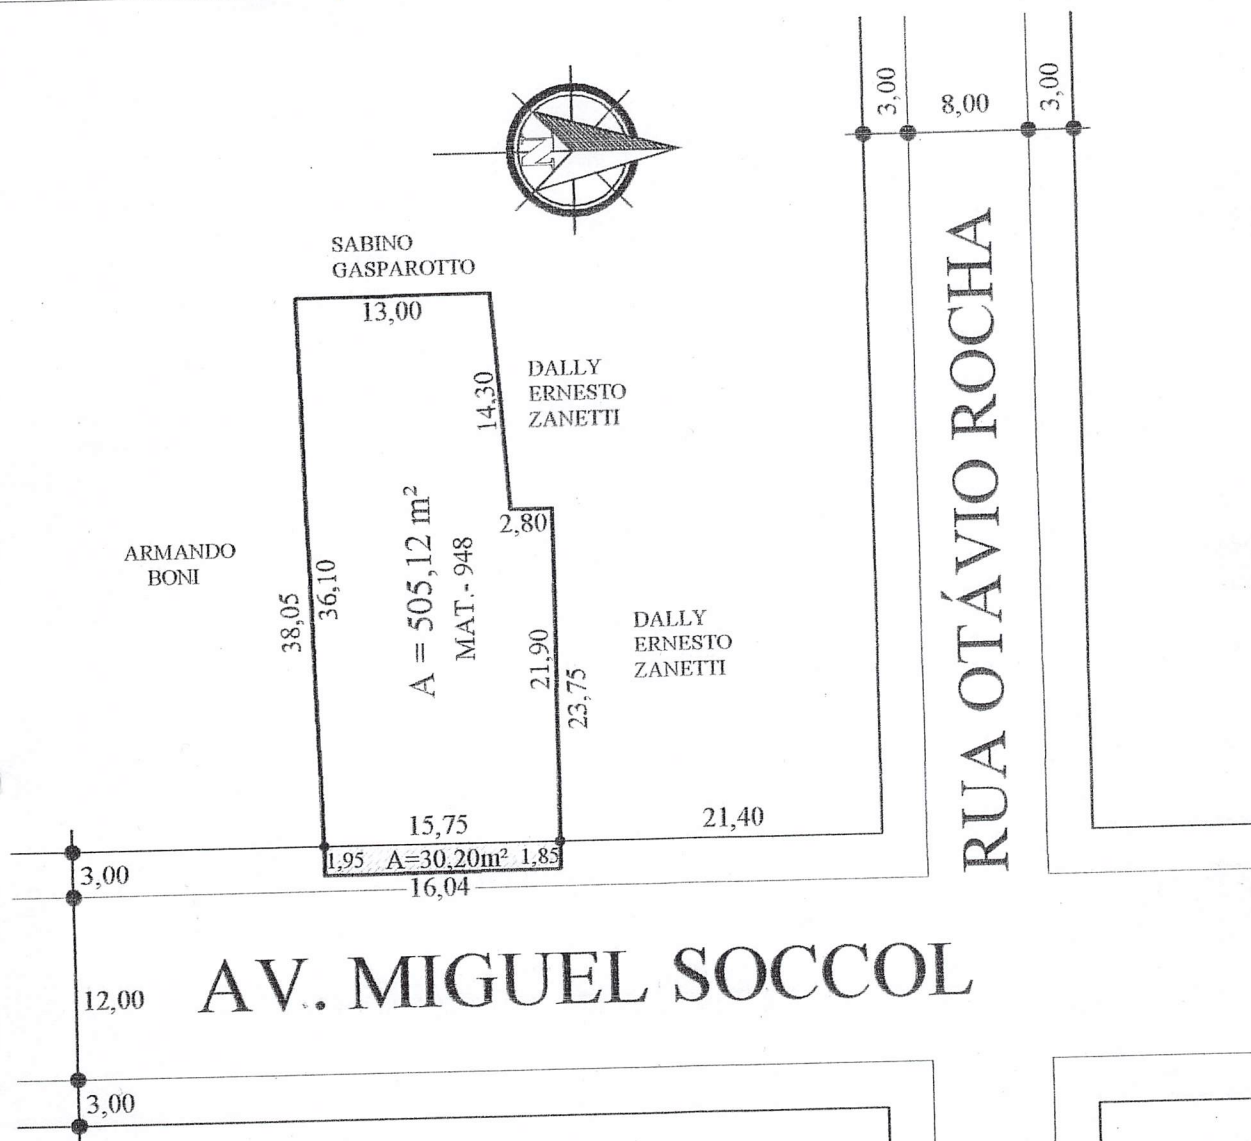 3,00
8,00
3,00
N
SABINO
GASPAROTTO
13,00
DALLY
ERNESTO
ZANETTI
14,30
2,80
A = 505,12 m²
MAT.- 948
ARMANDO
BONI
38,05
36,10
21,90
23,75
DALLY
ERNESTO
ZANETTI
RUA OTÁVIO ROCHA
15,75
21,40
1,95
A=30,20m²
1,85
16,04
3,00
12,00
3,00
AV. MIGUEL SOCCOL